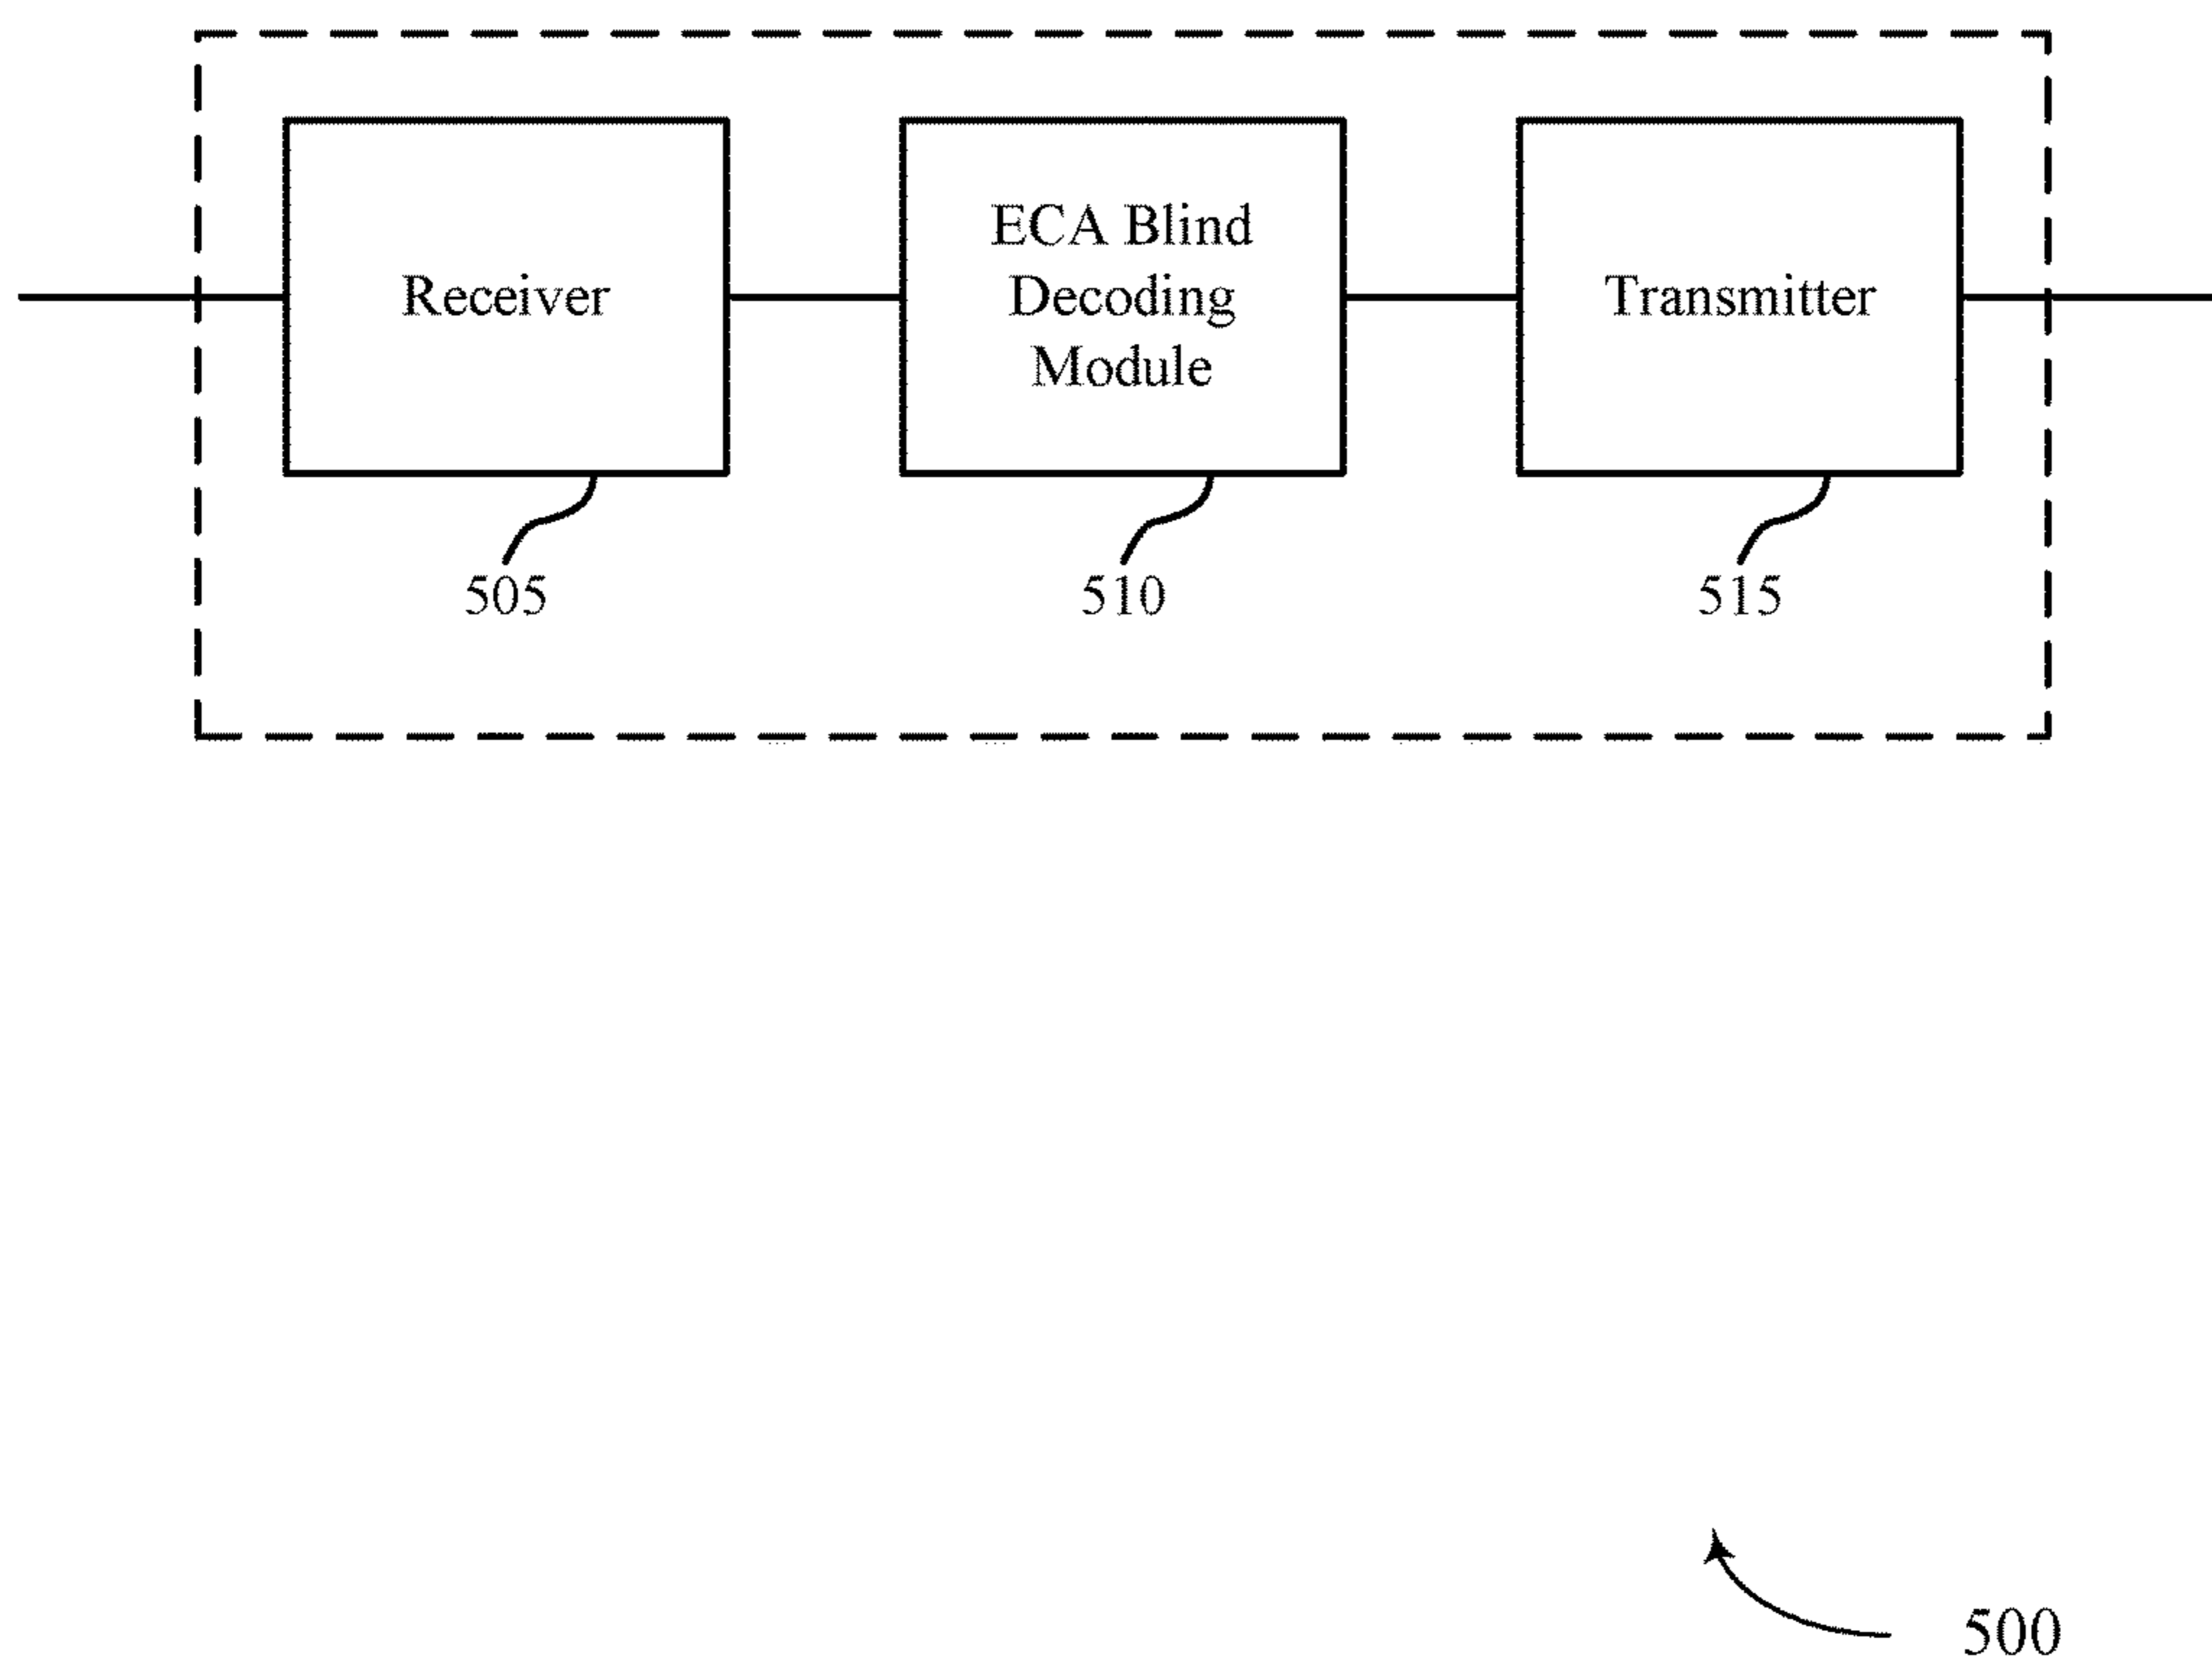 Receiver
ECA Blind
Decoding
Module
Transmitter
505
510
515
500